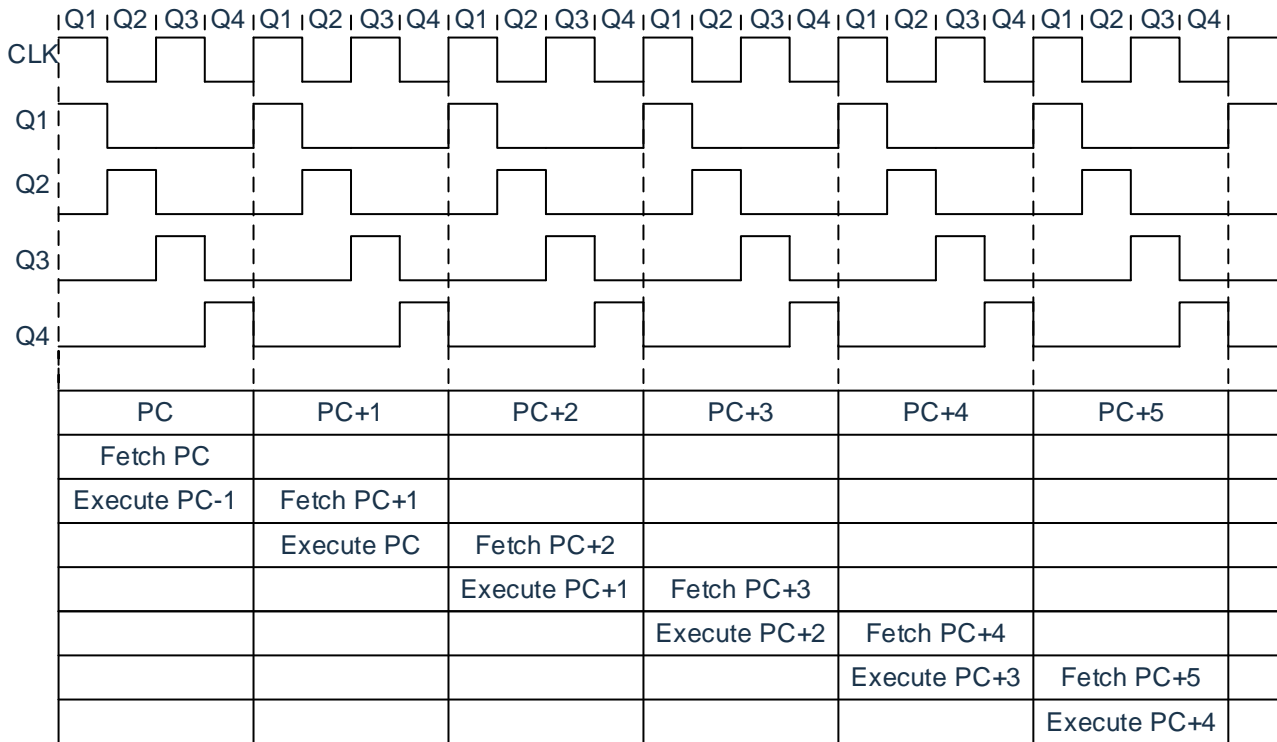 Q1 Q2 Q3 Q4 Q1 Q2 Q3 Q4 Q1 Q2 Q3 Q4 Q1 Q2 Q3 Q4 Q1 Q2 Q3 Q4 Q1 Q2 Q3 Q4
CLK
Q1
Q2
Q3
Q4
PC PC+1 PC+2 PC+3 PC+4 PC+5
Fetch PC
Execute PC-1 Fetch PC+1
Execute PC Fetch PC+2
Execute PC+1 Fetch PC+3
Execute PC+2 Fetch PC+4
Execute PC+3 Fetch PC+5
Execute PC+4